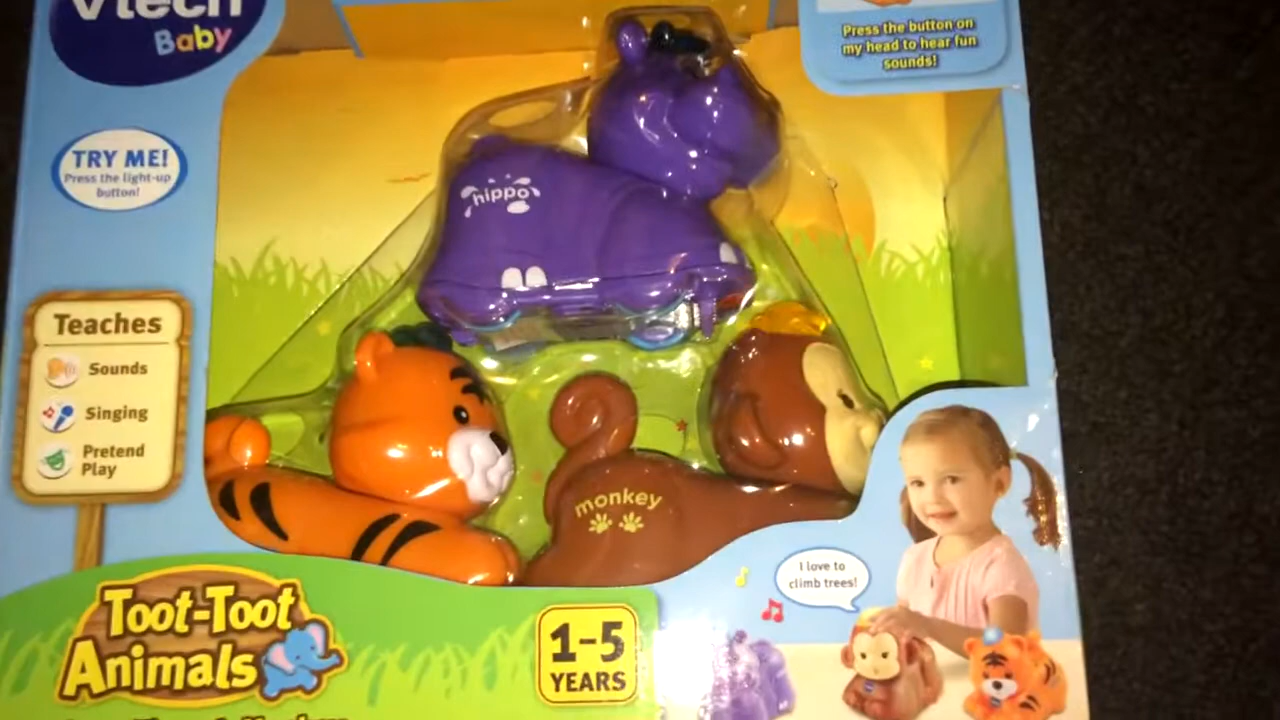 vtech
Baby
Press the button on
my head to hear fun
sounds!
TRY ME!
Press the light-up
button!
hippo
Teaches
Sounds
Singing
Pretend
Play
monkey
I love to
climb trees!
Toot-Toot
Animals
1-5
YEARS